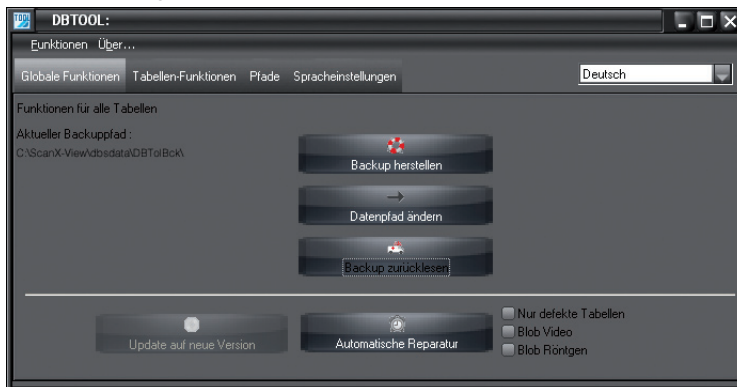 TOOL
DBTOOL:
Funktionen Über...
Globale Funktionen Tabellen-Funktionen Pfade Spracheinstellungen Deutsch
Funktionen für alle Tabellen
Aktueller Backuppfad :
C:\ScanX-View\dbsdata\DBTolBck\
Backup herstellen
Datenpfad ändern
Backup zurücklesen
Update auf neue Version
Automatische Reparatur
Nur defekte Tabellen
Blob Video
Blob Röntgen